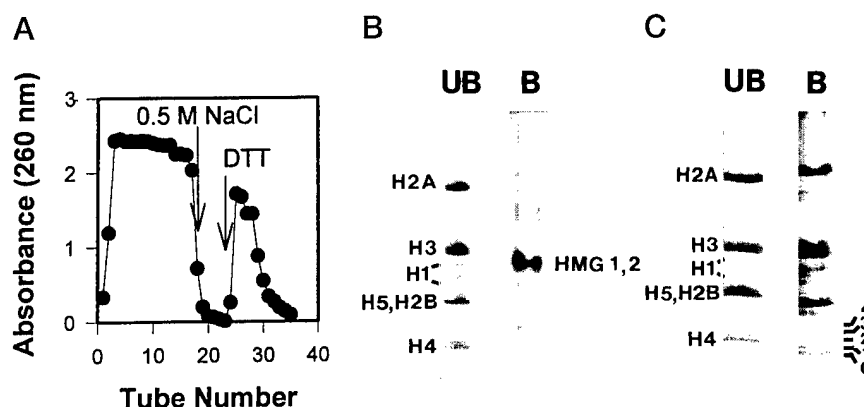 A
Absorbance (260 nm)
3
2
1
0
0.5 M NaCl
DTT
0 10 20 30 40
Tube Number
B
UB B
H2A
H3
H1
H5,H2B
H4
HMG 1,2
C
UB B
H2A
H3
H1
H5,H2B
H4